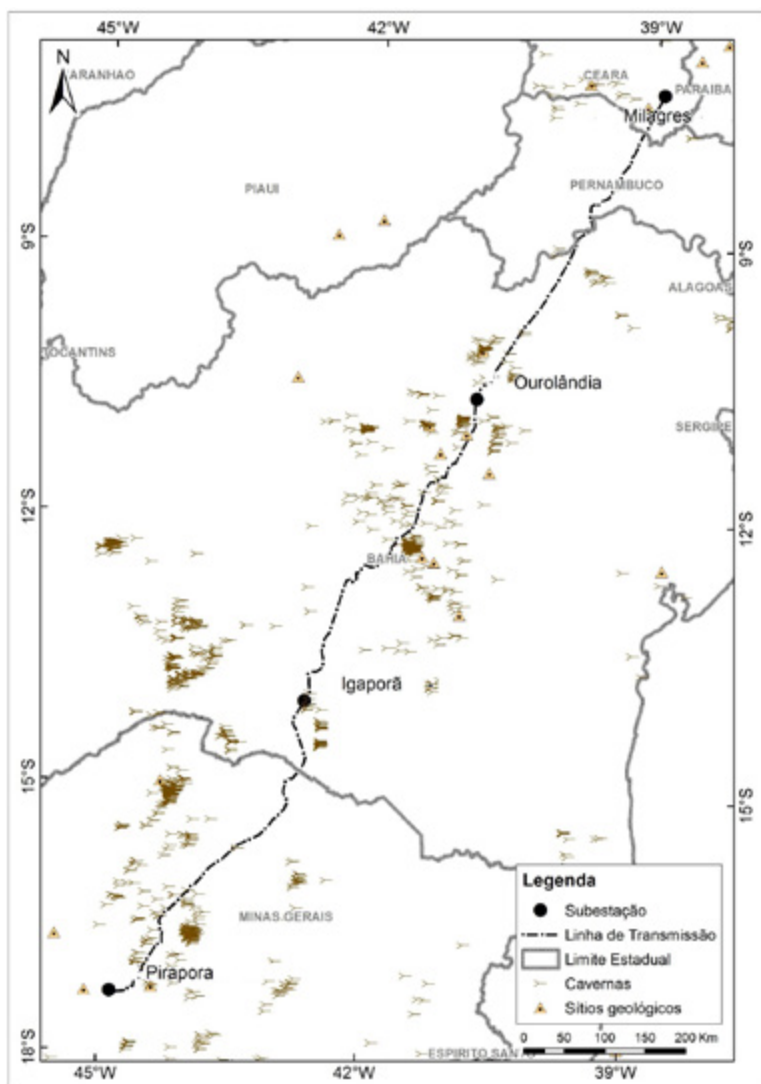 45°W 42°W 39°W
N
ARANHAO
CEARA
PARAIBA
Milagres
PIAUI
PERNAMBUCO
9°S
9°S
ALAGOAS
TOCANTINS
Ourolândia
SERGIPE
12°S
12°S
BAHIA
Igaporã
15°S
15°S
MINAS GERAIS
Pirapora
Legenda
Subestação
Linha de Transmissão
Limite Estadual
Cavernas
Sítios geológicos
0 50 100 200 Km
18°S
ESPIRITO SANTO
45°W 42°W 39°W